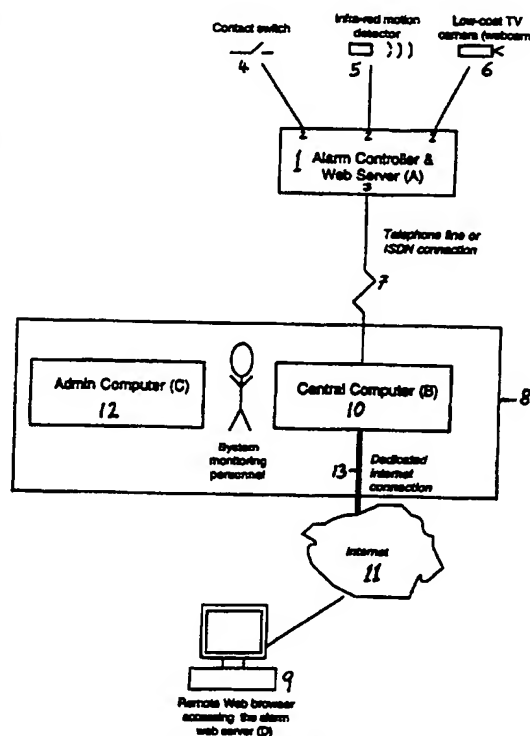 Contact switch
4
Infra-red motion
detector
5
Low-cost TV
camera (webcam
6
2
2
2
1
Alarm Controller &
Web Server (A)
3
Telephone line or
ISDN connection
7
8
Admin Computer (C)
12
System
monitoring
personnel
Central Computer (B)
10
13
Dedicated
internet
connection
Internet
11
9
Remote Web browser
accessing the alarm
web server (D)